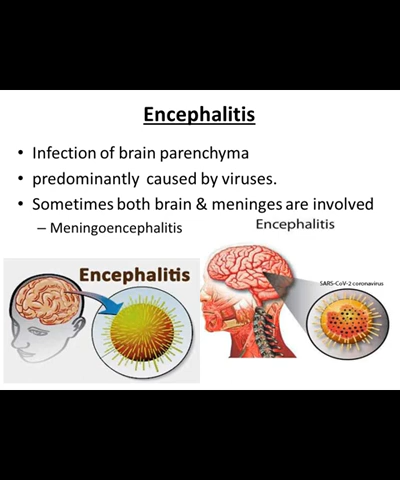 Encephalitis
• Infection of brain parenchyma
• predominantly caused by viruses.
• Sometimes both brain & meninges are involved
– Meningoencephalitis
Encephalitis
Encephalitis
SARS-CoV-2 coronavirus